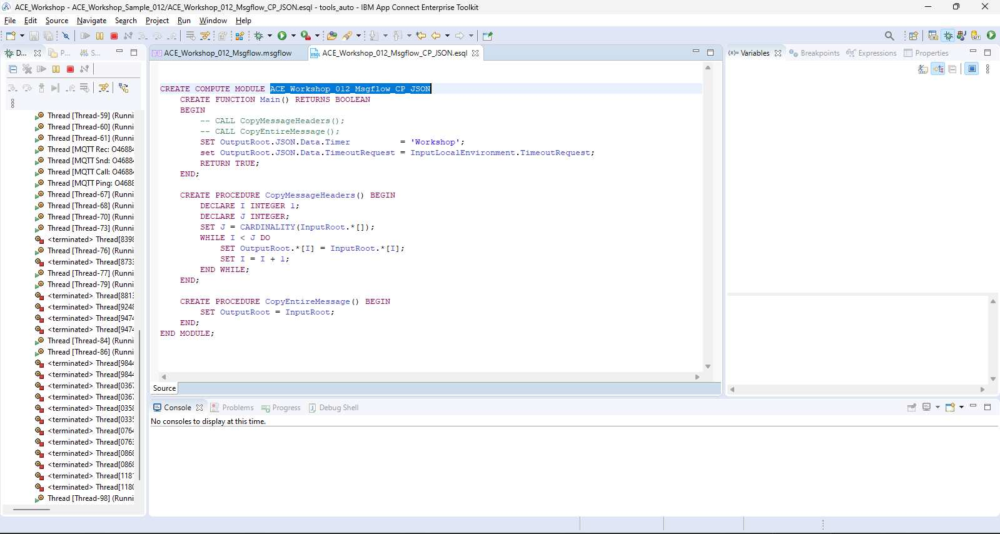 ACE_Workshop - ACE_Workshop_Sample_012/ACE_Workshop_012_Msgflow_CP_JSON.esql - tools_auto - IBM App Connect Enterprise Toolkit
File Edit Source Navigate Search Project Run Window Help
D... P... S...
ACE_Workshop_012_Msgflow.msgflow
ACE_Workshop_012_Msgflow_CP_JSON.esql
(x)= Variables Breakpoints Expressions Properties
Thread [Thread-59] (Runni
Thread [Thread-60] (Runni
Thread [Thread-61] (Runni
Thread [MQTT Rec: O4688
Thread [MQTT Snd: O4688
Thread [MQTT Call: O4688
Thread [MQTT Ping: O468
Thread [Thread-67] (Runni
Thread [Thread-68] (Runni
Thread [Thread-70] (Runni
Thread [Thread-73] (Runni
<terminated> Thread[839
Thread [Thread-76] (Runni
<terminated> Thread[873
Thread [Thread-77] (Runni
Thread [Thread-79] (Runni
<terminated> Thread[881
<terminated> Thread[924
<terminated> Thread[947
<terminated> Thread[947
Thread [Thread-84] (Runni
Thread [Thread-86] (Runni
<terminated> Thread[984
<terminated> Thread[984
<terminated> Thread[036
<terminated> Thread[036
<terminated> Thread[035
<terminated> Thread[033
<terminated> Thread[076
<terminated> Thread[076
<terminated> Thread[086
<terminated> Thread[086
<terminated> Thread[118
<terminated> Thread[118
Thread [Thread-98] (Runni
CREATE COMPUTE MODULE ACE_Workshop_012_Msgflow_CP_JSON
CREATE FUNCTION Main() RETURNS BOOLEAN
BEGIN
-- CALL CopyMessageHeaders();
-- CALL CopyEntireMessage();
SET OutputRoot.JSON.Data.Timer = 'Workshop';
set OutputRoot.JSON.Data.TimeoutRequest = InputLocalEnvironment.TimeoutRequest;
RETURN TRUE;
END;
CREATE PROCEDURE CopyMessageHeaders() BEGIN
DECLARE I INTEGER 1;
DECLARE J INTEGER;
SET J = CARDINALITY(InputRoot.*[]);
WHILE I < J DO
SET OutputRoot.*[I] = InputRoot.*[I];
SET I = I + 1;
END WHILE;
END;
CREATE PROCEDURE CopyEntireMessage() BEGIN
SET OutputRoot = InputRoot;
END;
END MODULE;
Source
Console Problems Progress Debug Shell
No consoles to display at this time.